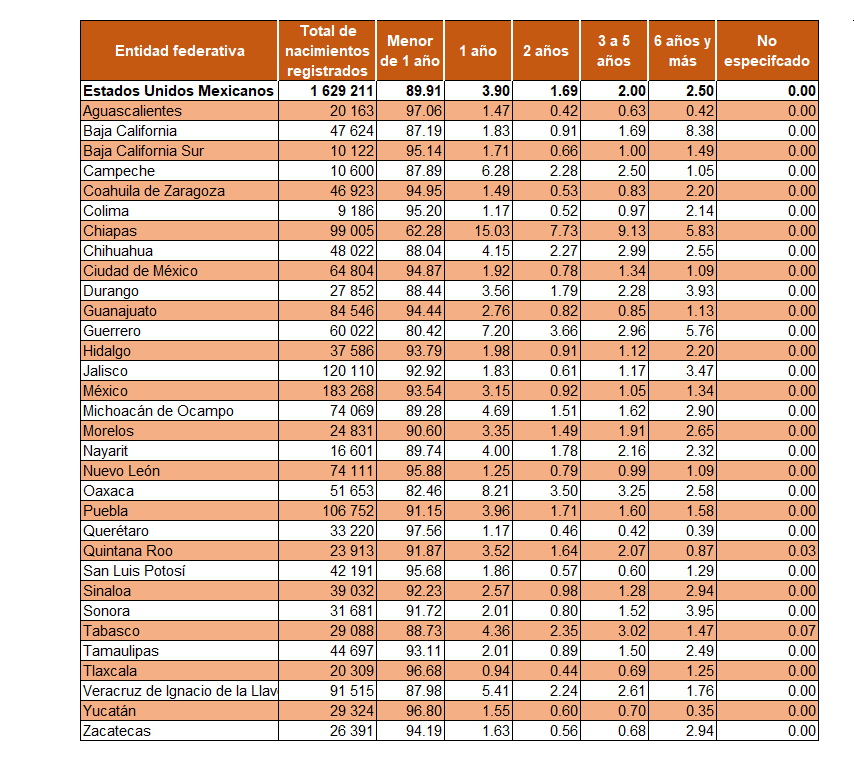 Entidad federativa Total de nacimientos registrados Menor de 1 año 1 año 2 años 3 a 5 años 6 años y más No especifcado
Estados Unidos Mexicanos 1 629 211 89.91 3.90 1.69 2.00 2.50 0.00
Aguascalientes 20 163 97.06 1.47 0.42 0.63 0.42 0.00
Baja California 47 624 87.19 1.83 0.91 1.69 8.38 0.00
Baja California Sur 10 122 95.14 1.71 0.66 1.00 1.49 0.00
Campeche 10 600 87.89 6.28 2.28 2.50 1.05 0.00
Coahuila de Zaragoza 46 923 94.95 1.49 0.53 0.83 2.20 0.00
Colima 9 186 95.20 1.17 0.52 0.97 2.14 0.00
Chiapas 99 005 62.28 15.03 7.73 9.13 5.83 0.00
Chihuahua 48 022 88.04 4.15 2.27 2.99 2.55 0.00
Ciudad de México 64 804 94.87 1.92 0.78 1.34 1.09 0.00
Durango 27 852 88.44 3.56 1.79 2.28 3.93 0.00
Guanajuato 84 546 94.44 2.76 0.82 0.85 1.13 0.00
Guerrero 60 022 80.42 7.20 3.66 2.96 5.76 0.00
Hidalgo 37 586 93.79 1.98 0.91 1.12 2.20 0.00
Jalisco 120 110 92.92 1.83 0.61 1.17 3.47 0.00
México 183 268 93.54 3.15 0.92 1.05 1.34 0.00
Michoacán de Ocampo 74 069 89.28 4.69 1.51 1.62 2.90 0.00
Morelos 24 831 90.60 3.35 1.49 1.91 2.65 0.00
Nayarit 16 601 89.74 4.00 1.78 2.16 2.32 0.00
Nuevo León 74 111 95.88 1.25 0.79 0.99 1.09 0.00
Oaxaca 51 653 82.46 8.21 3.50 3.25 2.58 0.00
Puebla 106 752 91.15 3.96 1.71 1.60 1.58 0.00
Querétaro 33 220 97.56 1.17 0.46 0.42 0.39 0.00
Quintana Roo 23 913 91.87 3.52 1.64 2.07 0.87 0.03
San Luis Potosí 42 191 95.68 1.86 0.57 0.60 1.29 0.00
Sinaloa 39 032 92.23 2.57 0.98 1.28 2.94 0.00
Sonora 31 681 91.72 2.01 0.80 1.52 3.95 0.00
Tabasco 29 088 88.73 4.36 2.35 3.02 1.47 0.07
Tamaulipas 44 697 93.11 2.01 0.89 1.50 2.49 0.00
Tlaxcala 20 309 96.68 0.94 0.44 0.69 1.25 0.00
Veracruz de Ignacio de la Llav 91 515 87.98 5.41 2.24 2.61 1.76 0.00
Yucatán 29 324 96.80 1.55 0.60 0.70 0.35 0.00
Zacatecas 26 391 94.19 1.63 0.56 0.68 2.94 0.00